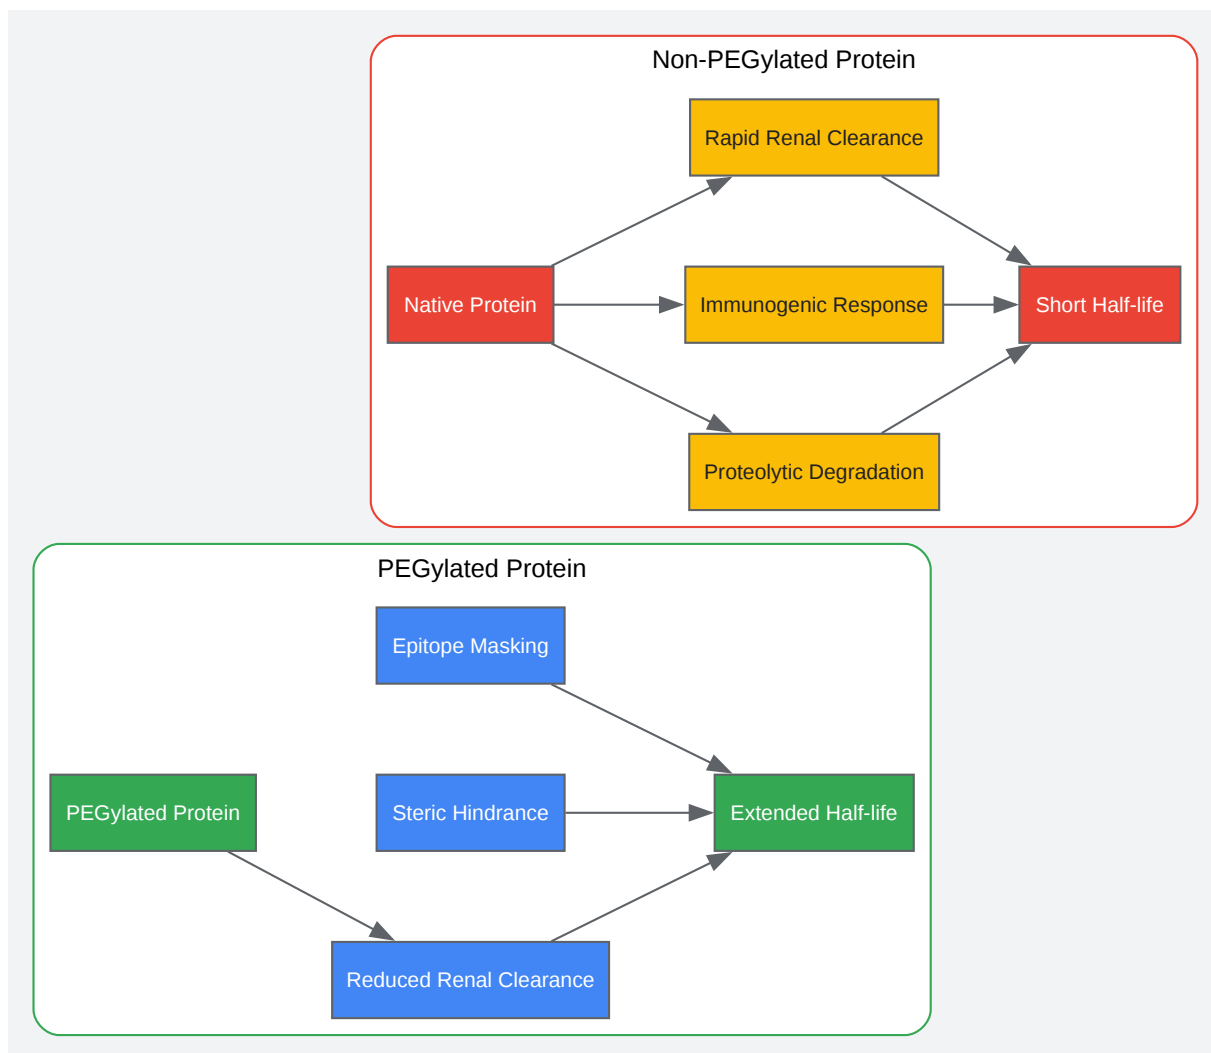 Non-PEGylated Protein
Rapid Renal Clearance
Native Protein
Immunogenic Response
Short Half-life
Proteolytic Degradation
PEGylated Protein
Epitope Masking
PEGylated Protein
Steric Hindrance
Extended Half-life
Reduced Renal Clearance